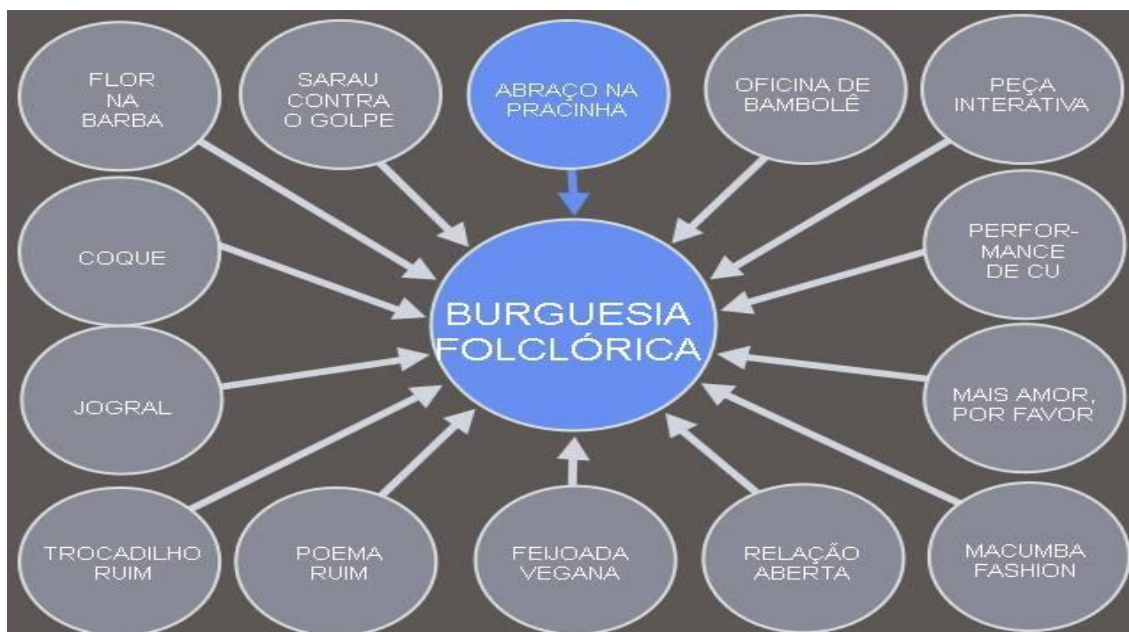 FLOR
NA
BARBA
SARAU
CONTRA
O GOLPE
ABRAÇO NA
PRACINHA
OFICINA DE
BAMBOLÊ
PEÇA
INTERATIVA
COQUE
PERFOR-
MANCE
DE CU
BURGUESIA
FOLCLÓRICA
JOGRAL
MAIS AMOR,
POR FAVOR
TROCADILHO
RUIM
POEMA
RUIM
FEIJOADA
VEGANA
RELAÇÃO
ABERTA
MACUMBA
FASHION